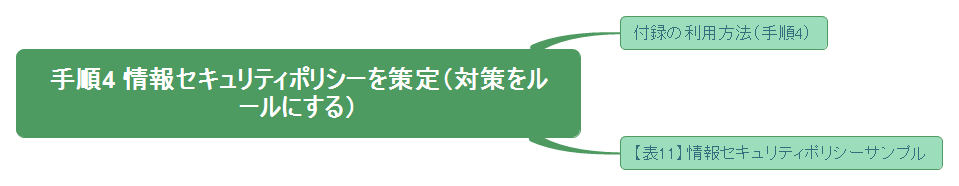 付録の利用方法（手順4）
手順4 情報セキュリティポリシーを策定（対策をル
ールにする）
【表11】情報セキュリティポリシーサンプル